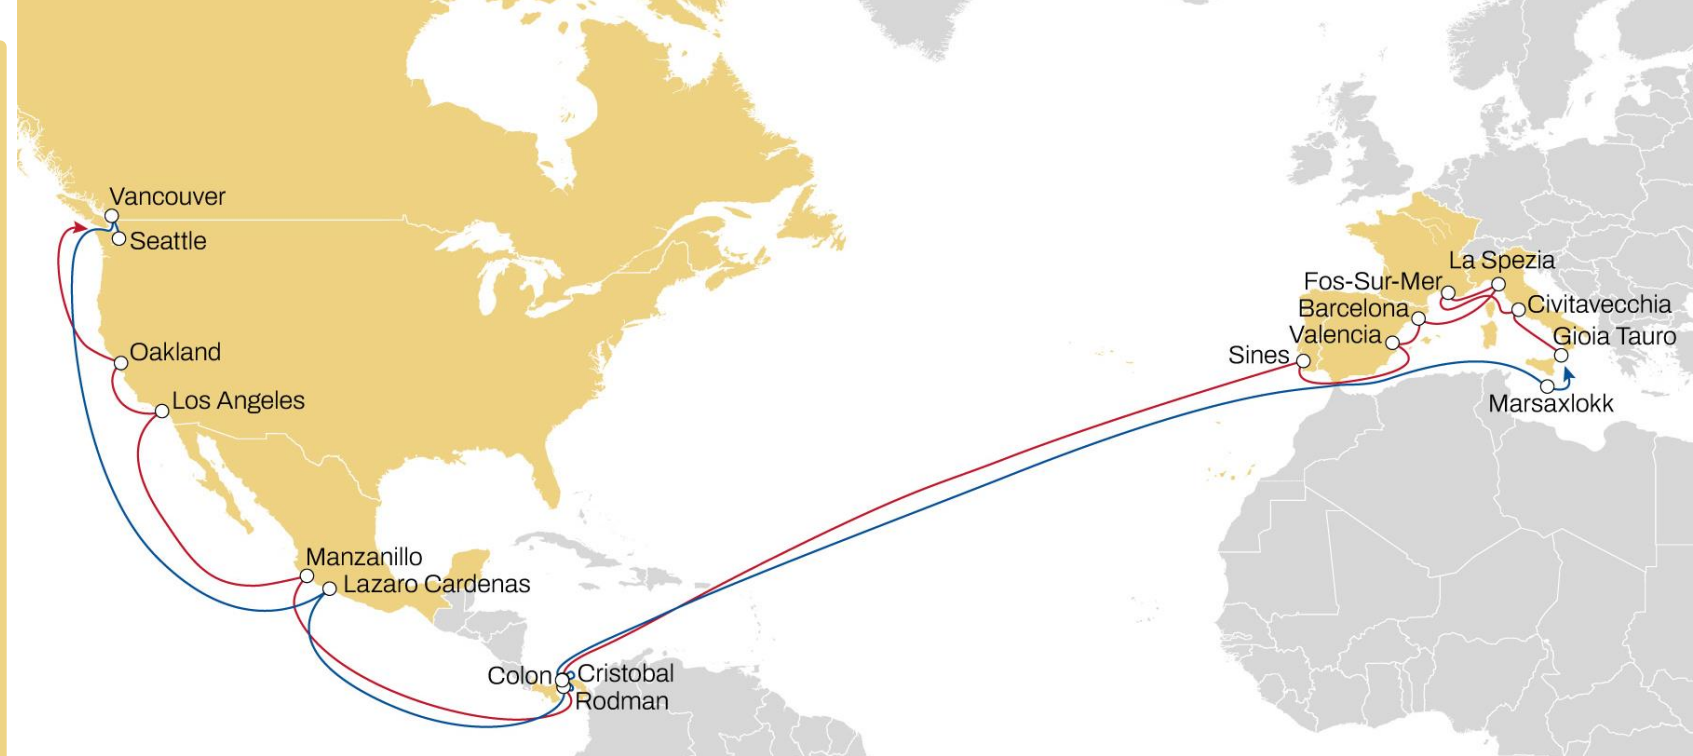 Vancouver
Seattle
La Spezia
Fos-Sur-Mer
Civitavecchia
Barcelona
Valencia
Gioia Tauro
Oakland
Sines
Los Angeles
Marsaxlokk
Manzanillo
Lazaro Cardenas
Colon
Cristobal
Rodman